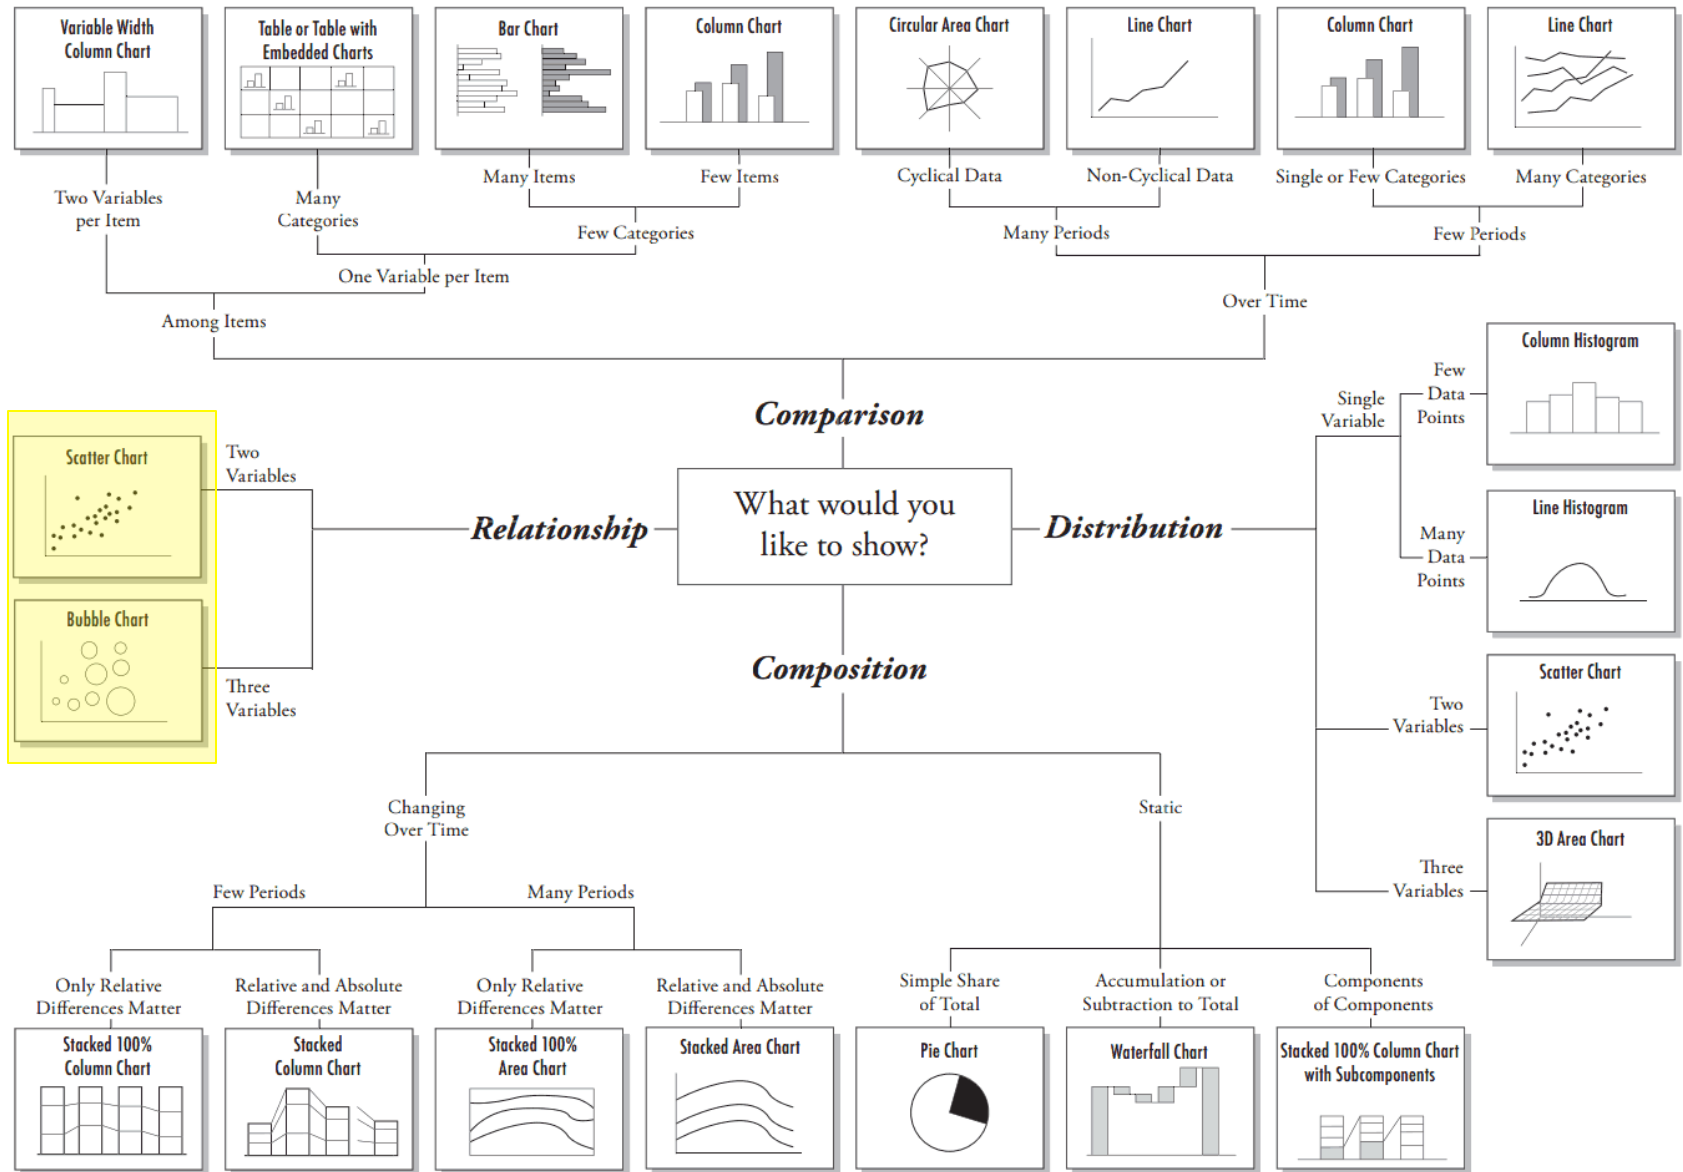 Variable Width
Column Chart
Table or Table with
Embedded Charts
Bar Chart
Column Chart
Circular Area Chart
Line Chart
Column Chart
Line Chart
Two Variables
per Item
Many
Categories
Many Items
Few Items
Cyclical Data
Non-Cyclical Data
Single or Few Categories
Many Categories
Few Categories
Many Periods
Few Periods
One Variable per Item
Over Time
Among Items
Comparison
Scatter Chart
Two
Variables
Bubble Chart
Three
Variables
Relationship
What would you
like to show?
Distribution
Single
Variable
Few
Data
Points
Column Histogram
Many
Data
Points
Line Histogram
Two
Variables
Scatter Chart
Three
Variables
3D Area Chart
Composition
Changing
Over Time
Static
Few Periods
Many Periods
Only Relative
Differences Matter
Relative and Absolute
Differences Matter
Only Relative
Differences Matter
Relative and Absolute
Differences Matter
Simple Share
of Total
Accumulation or
Subtraction to Total
Components
of Components
Stacked 100%
Column Chart
Stacked
Column Chart
Stacked 100%
Area Chart
Stacked Area Chart
Pie Chart
Waterfall Chart
Stacked 100% Column Chart
with Subcomponents